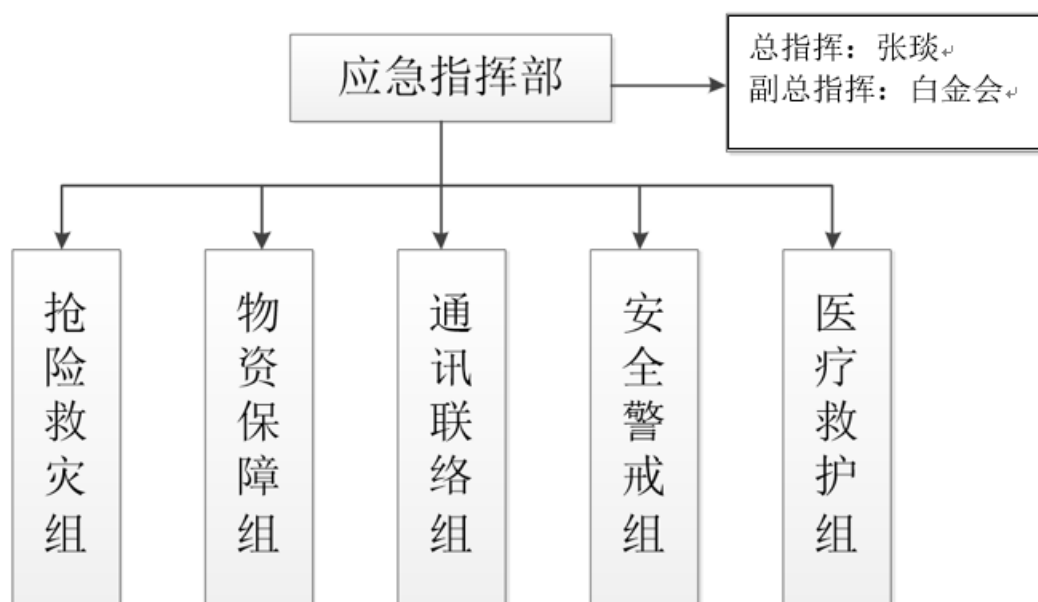 应急指挥部
总指挥：张琰
副总指挥：白金会
抢险救灾组
物资保障组
通讯联络组
安全警戒组
医疗救护组